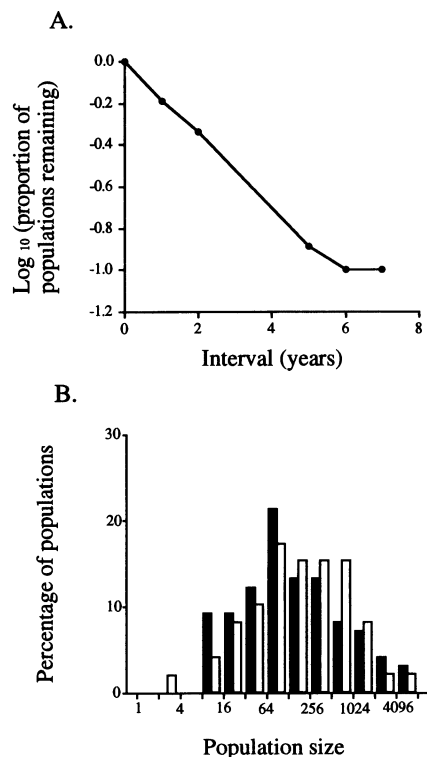 A.
Log 10 (proportion of
populations remaining)
0.0
-0.2
-0.4
-0.6
-0.8
-1.0
-1.2
0 2 4 6 8
Interval (years)
B.
Percentage of populations
30
20
10
0
1 4 16 64 256 1024 4096
Population size